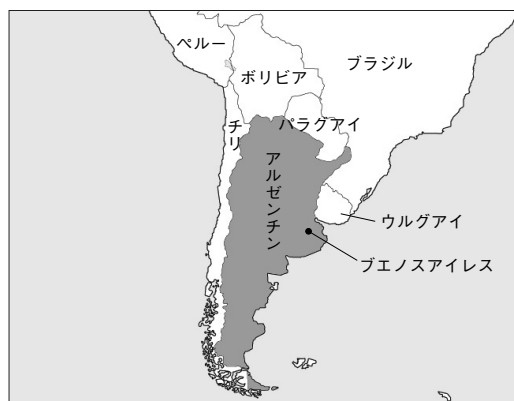 ペルー
ボリビア
ブラジル
チリ
パラグアイ
アルゼンチン
ウルグアイ
ブエノスアイレス